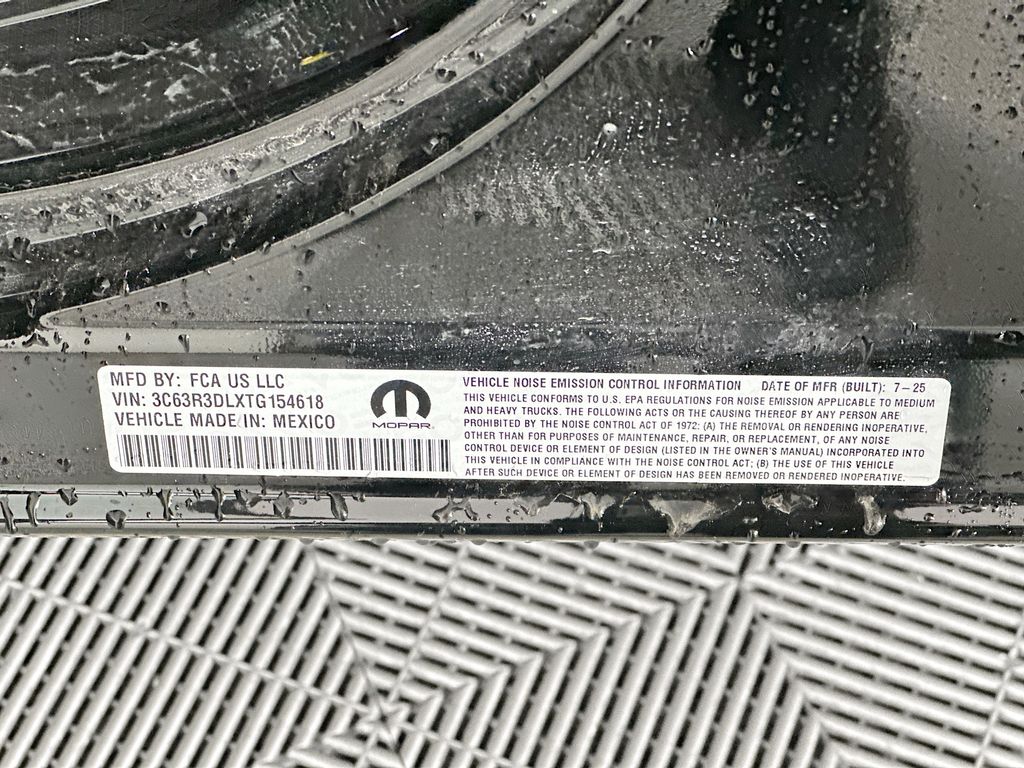 MFD BY: FCA US LLC
VIN: 3C63R3DLXTG154618
VEHICLE MADE IN: MEXICO
MOPAR
VEHICLE NOISE EMISSION CONTROL INFORMATION DATE OF MFR (BUILT): 7-25
THIS VEHICLE CONFORMS TO U.S. EPA REGULATIONS FOR NOISE EMISSION APPLICABLE TO MEDIUM
AND HEAVY TRUCKS. THE FOLLOWING ACTS OR THE CAUSING THEREOF BY ANY PERSON ARE
PROHIBITED BY THE NOISE CONTROL ACT OF 1972: (A) THE REMOVAL OR RENDERING INOPERATIVE,
OTHER THAN FOR PURPOSES OF MAINTENANCE, REPAIR, OR REPLACEMENT, OF ANY NOISE
CONTROL DEVICE OR ELEMENT OF DESIGN (LISTED IN THE OWNER'S MANUAL) INCORPORATED INTO
THIS VEHICLE IN COMPLIANCE WITH THE NOISE CONTROL ACT; (B) THE USE OF THIS VEHICLE
AFTER SUCH DEVICE OR ELEMENT OF DESIGN HAS BEEN REMOVED OR RENDERED INOPERATIVE.